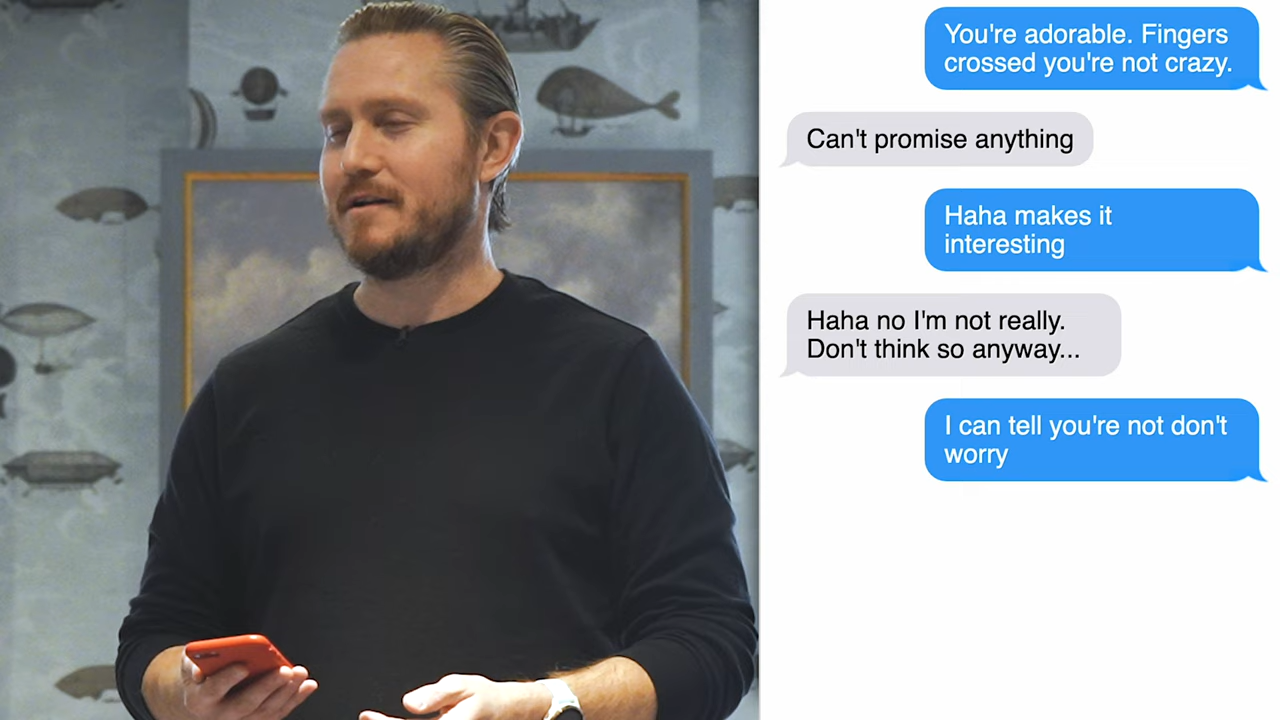 You're adorable. Fingers
crossed you're not crazy.
Can't promise anything
Haha makes it
interesting
Haha no I'm not really.
Don't think so anyway...
I can tell you're not don't
worry